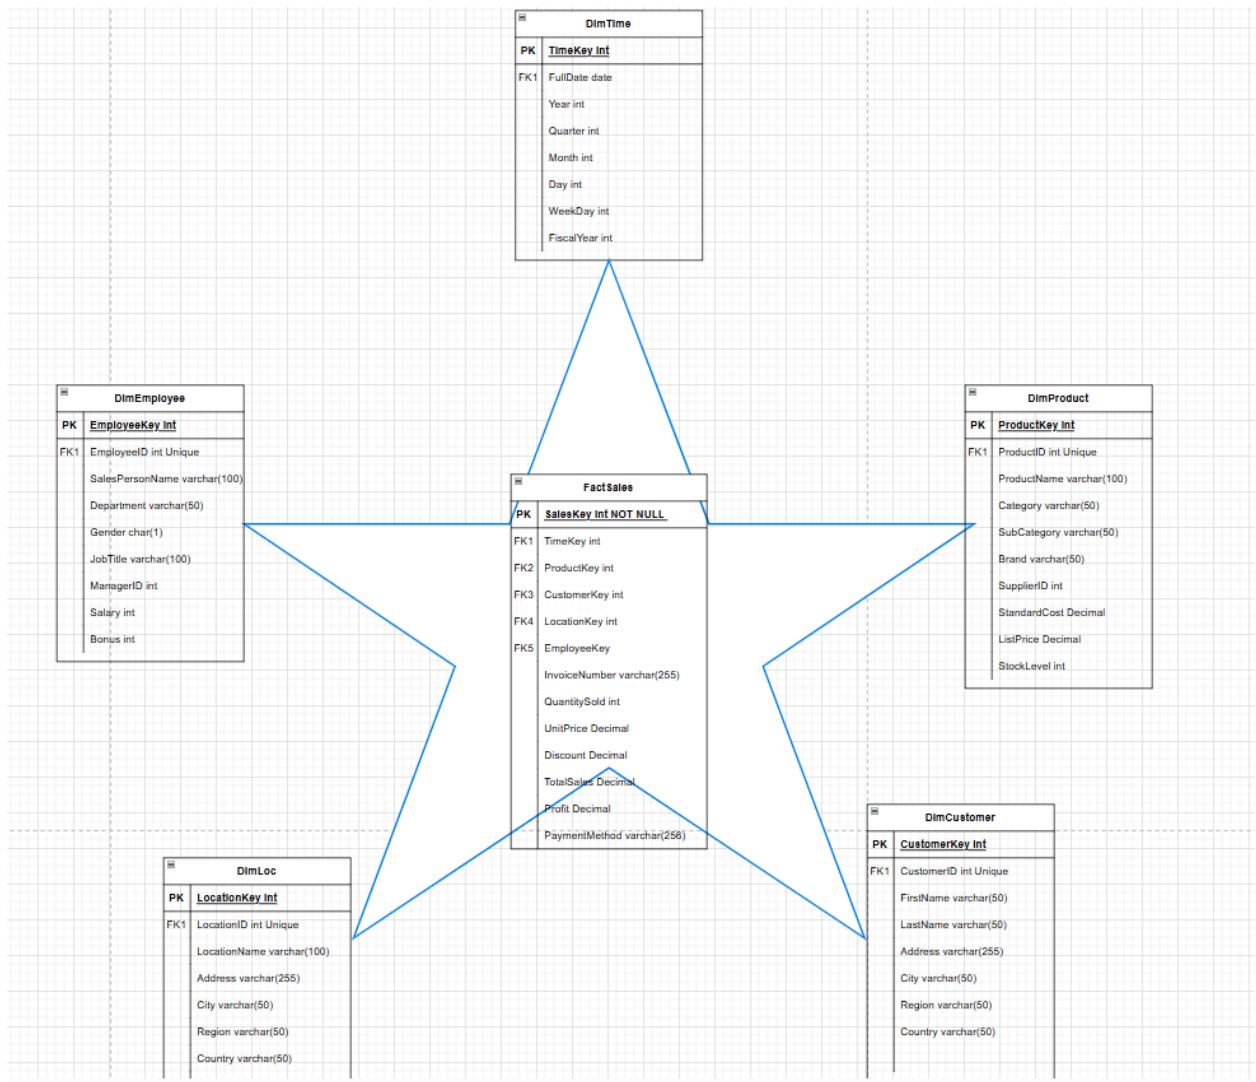 DimTime
PK TimeKey int
FK1 FullDate date
Year int
Quarter int
Month int
Day int
WeekDay int
FiscalYear int
DimEmployee
PK EmployeeKey int
FK1 EmployeeID int Unique
SalesPersonName varchar(100)
Department varchar(50)
Gender char(1)
JobTitle varchar(100)
ManagerID int
Salary int
Bonus int
DimProduct
PK ProductKey int
FK1 ProductID int Unique
ProductName varchar(100)
Category varchar(50)
SubCategory varchar(50)
Brand varchar(50)
SupplierID int
StandardCost Decimal
ListPrice Decimal
StockLevel int
FactSales
PK SalesKey int NOT NULL
FK1 TimeKey int
FK2 ProductKey int
FK3 CustomerKey int
FK4 LocationKey int
FK5 EmployeeKey
InvoiceNumber varchar(255)
QuantitySold int
UnitPrice Decimal
Discount Decimal
TotalSales Decimal
Profit Decimal
PaymentMethod varchar(256)
DimLoc
PK LocationKey int
FK1 LocationID int Unique
LocationName varchar(100)
Address varchar(255)
City varchar(50)
Region varchar(50)
Country varchar(50)
DimCustomer
PK CustomerKey int
FK1 CustomerID int Unique
FirstName varchar(50)
LastName varchar(50)
Address varchar(255)
City varchar(50)
Region varchar(50)
Country varchar(50)